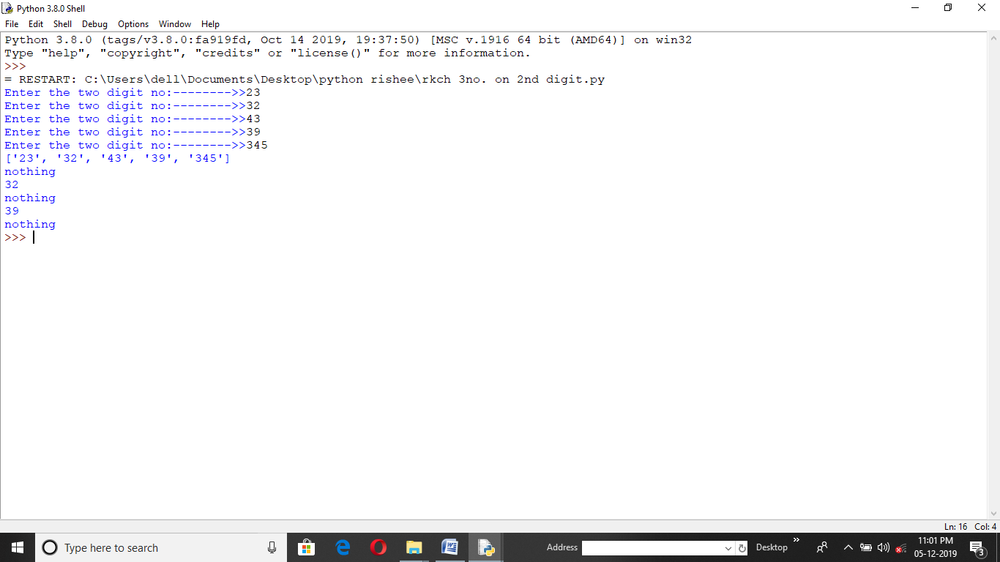 Python 3.8.0 Shell
File Edit Shell Debug Options Window Help
Python 3.8.0 (tags/v3.8.0:fa919fd, Oct 14 2019, 19:37:50) [MSC v.1916 64 bit (AMD64)] on win32
Type "help", "copyright", "credits" or "license()" for more information.
>>>
= RESTART: C:\Users\dell\Documents\Desktop\python rishee\rkch 3no. on 2nd digit.py
Enter the two digit no:-------->>23
Enter the two digit no:-------->>32
Enter the two digit no:-------->>43
Enter the two digit no:-------->>39
Enter the two digit no:-------->>345
['23', '32', '43', '39', '345']
nothing
32
nothing
39
nothing
>>>
Ln: 16 Col: 4
Type here to search
Address
Desktop
11:01 PM
05-12-2019
3